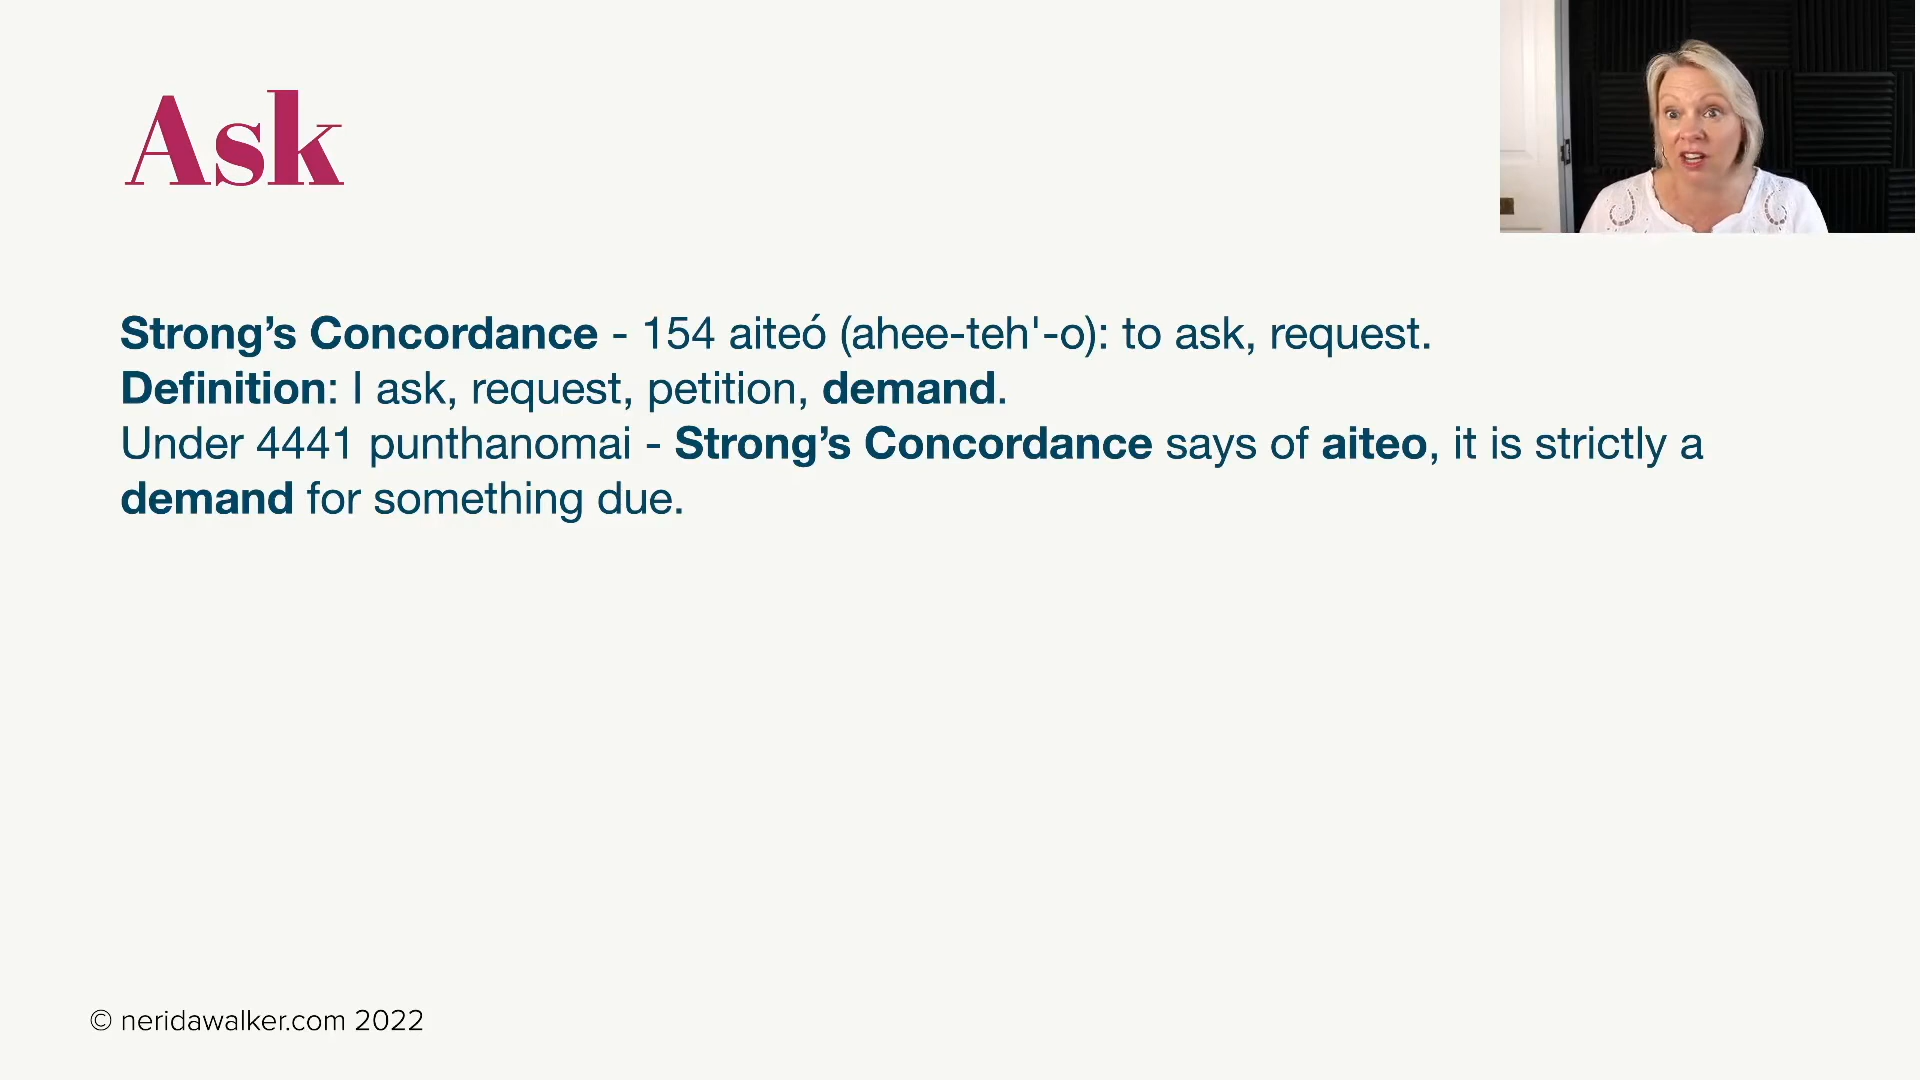 Ask
Strong’s Concordance - 154 aiteó (ahee-teh'-o): to ask, request.
Definition: I ask, request, petition, demand.
Under 4441 punthanomai - Strong’s Concordance says of aiteo, it is strictly a
demand for something due.
© neridawalker.com 2022